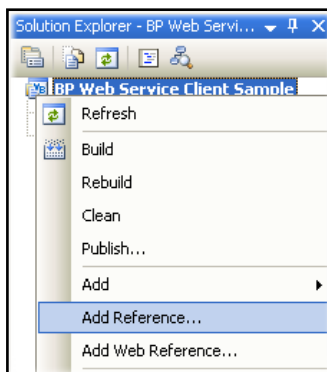 Solution Explorer - BP Web Servi...
BP Web Service Client Sample
Refresh
Build
Rebuild
Clean
Publish...
Add
Add Reference...
Add Web Reference...